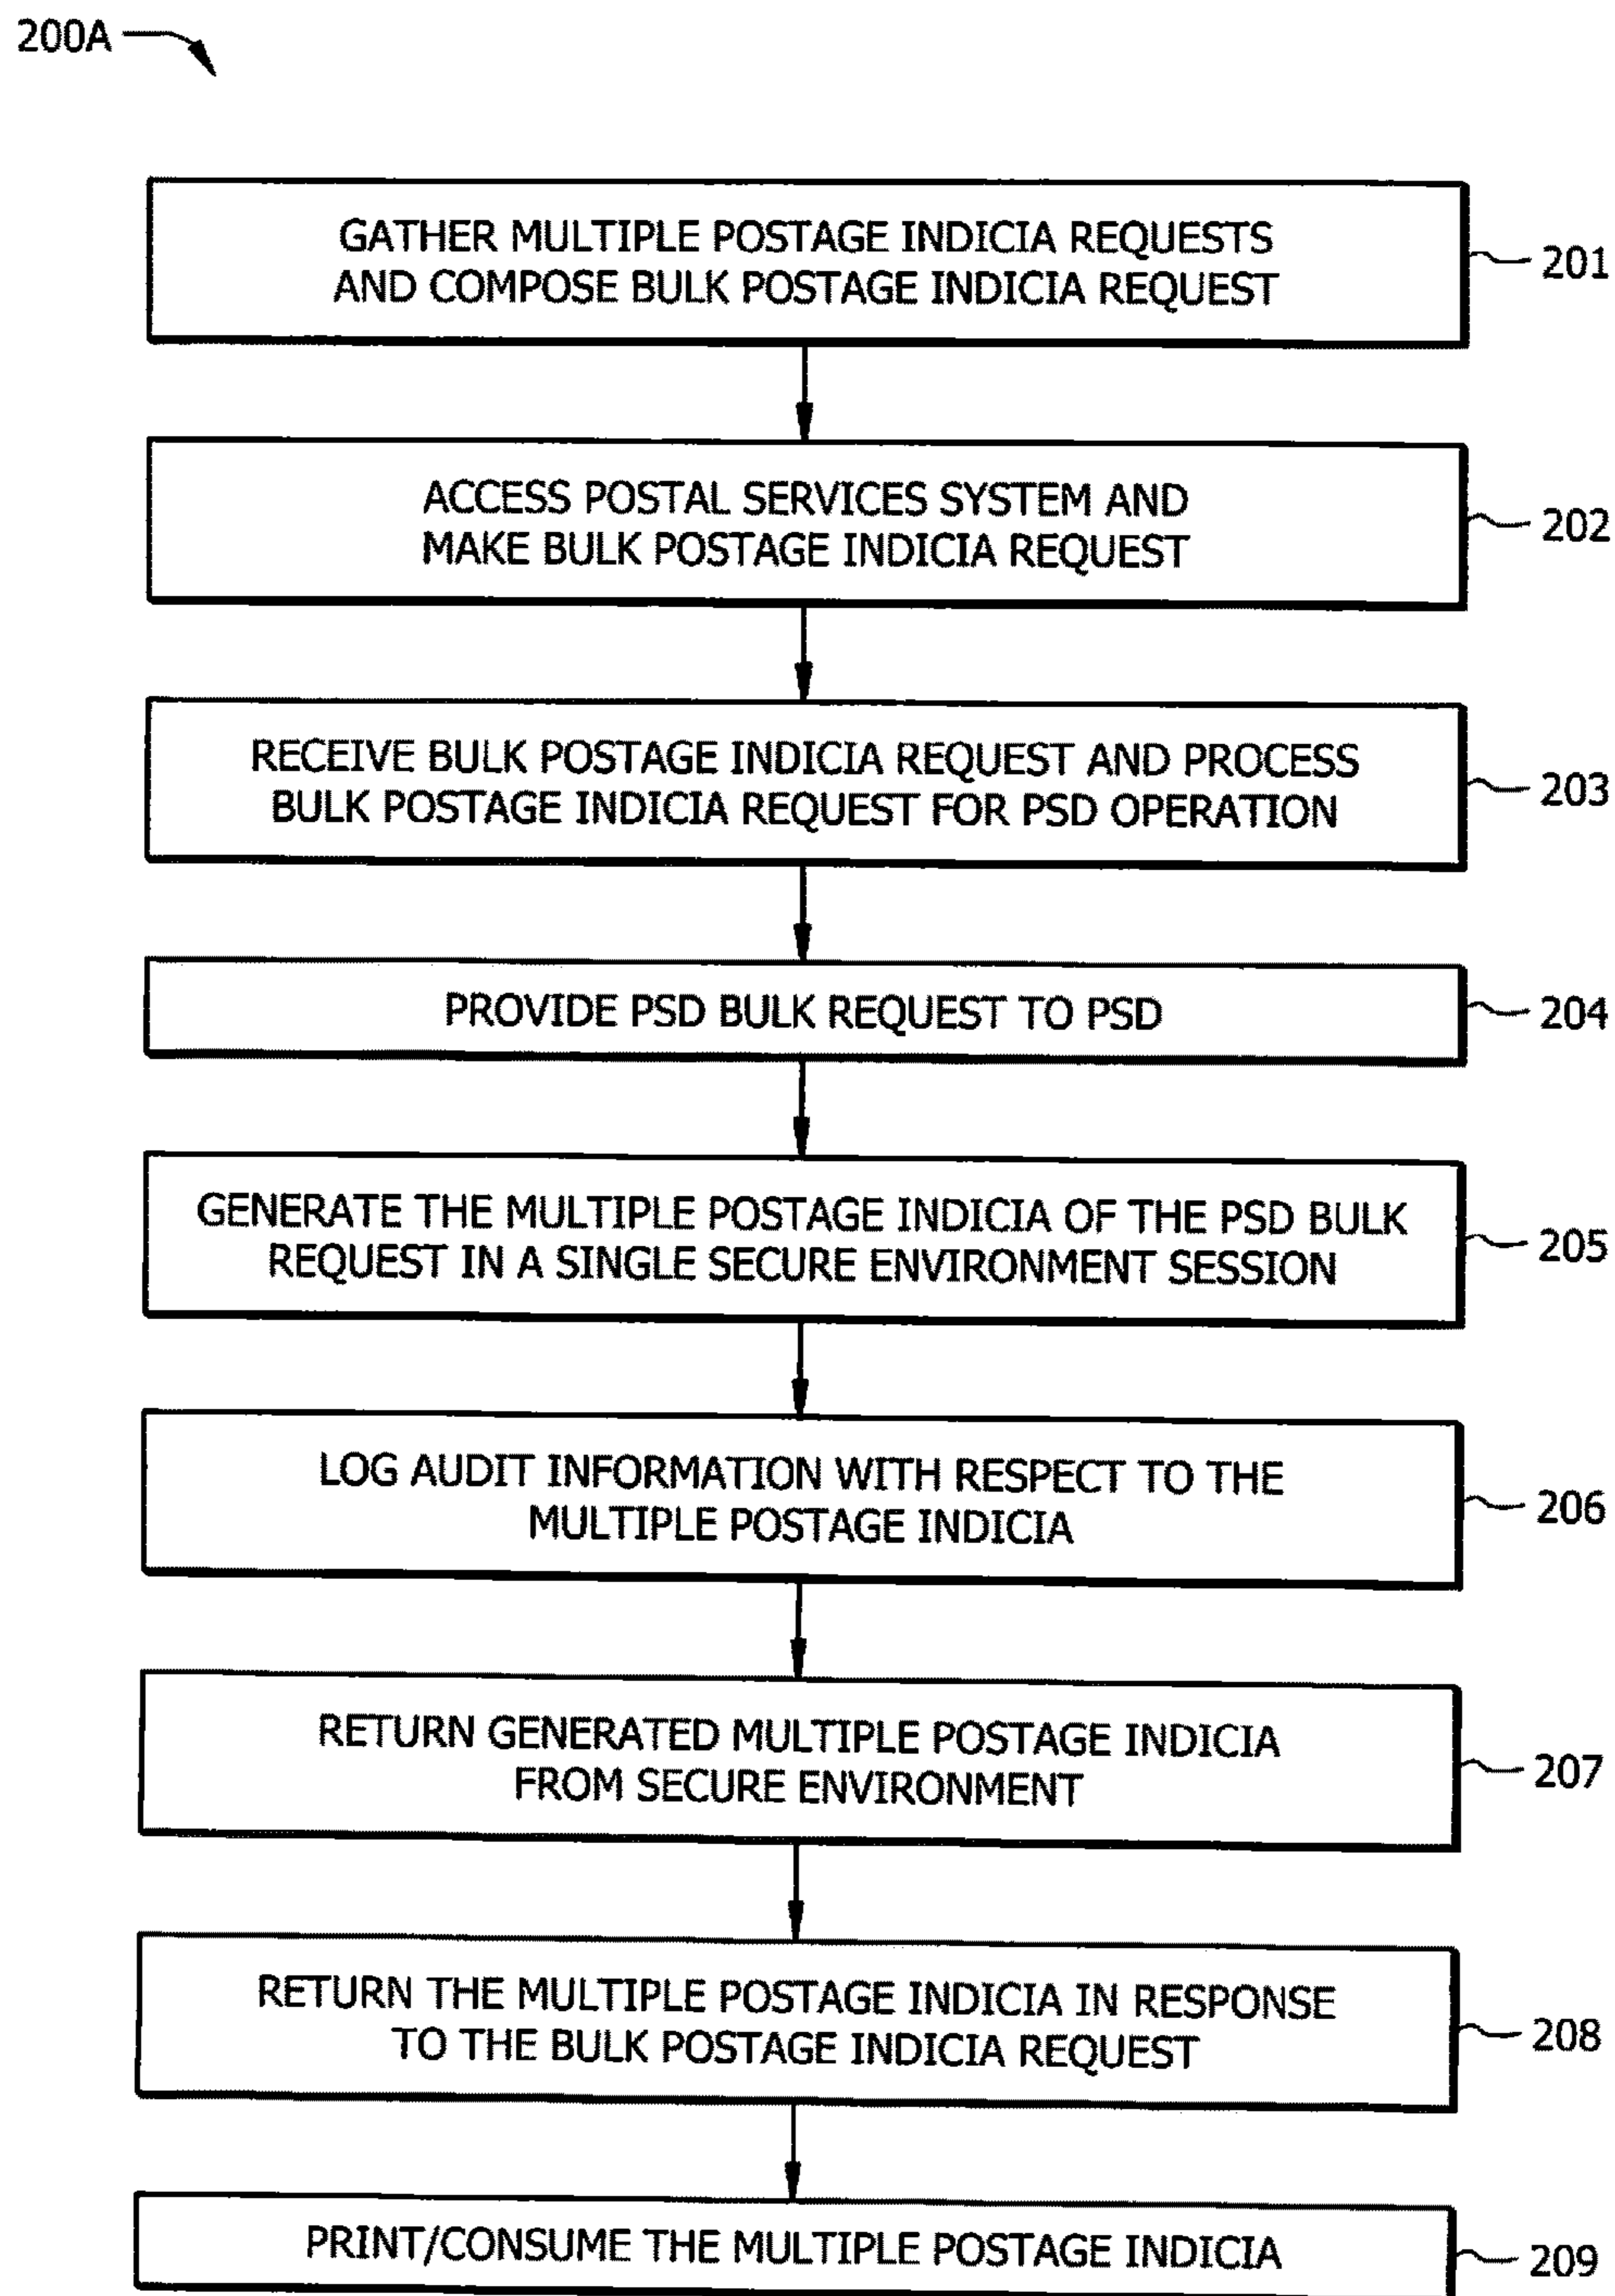 200A
GATHER MULTIPLE POSTAGE INDICIA REQUESTS
AND COMPOSE BULK POSTAGE INDICIA REQUEST
201
ACCESS POSTAL SERVICES SYSTEM AND
MAKE BULK POSTAGE INDICIA REQUEST
202
RECEIVE BULK POSTAGE INDICIA REQUEST AND PROCESS
BULK POSTAGE INDICIA REQUEST FOR PSD OPERATION
203
PROVIDE PSD BULK REQUEST TO PSD
204
GENERATE THE MULTIPLE POSTAGE INDICIA OF THE PSD BULK
REQUEST IN A SINGLE SECURE ENVIRONMENT SESSION
205
LOG AUDIT INFORMATION WITH RESPECT TO THE
MULTIPLE POSTAGE INDICIA
206
RETURN GENERATED MULTIPLE POSTAGE INDICIA
FROM SECURE ENVIRONMENT
207
RETURN THE MULTIPLE POSTAGE INDICIA IN RESPONSE
TO THE BULK POSTAGE INDICIA REQUEST
208
PRINT/CONSUME THE MULTIPLE POSTAGE INDICIA
209